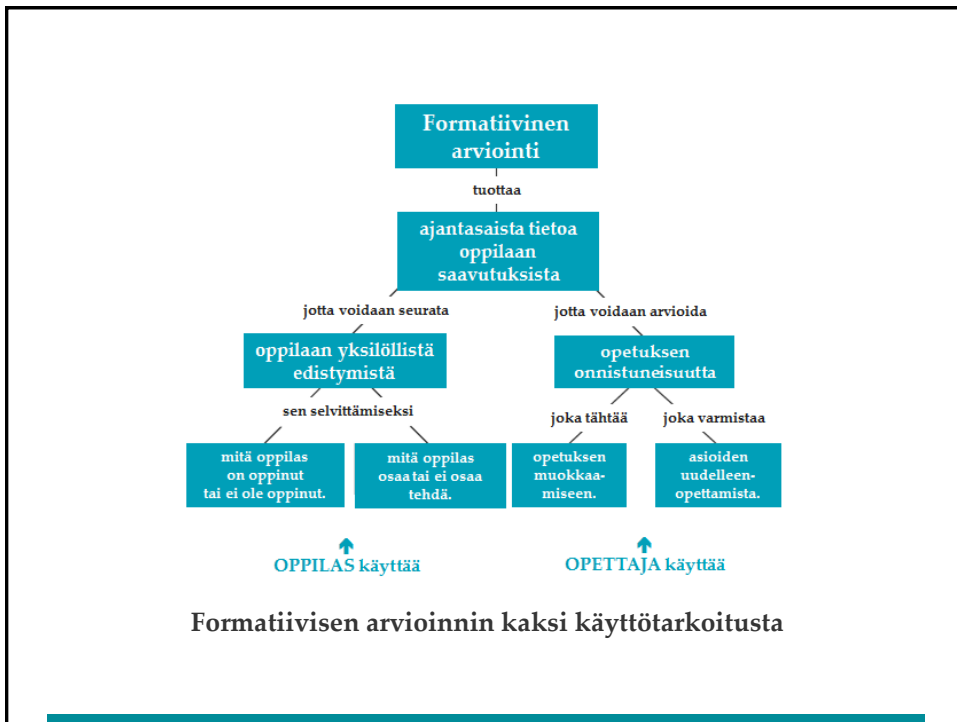 Formatiivinen
arviointi
tuottaa
ajantasaista tietoa
oppilaan
saavutuksista
jotta voidaan seurata
jotta voidaan arvioida
oppilaan yksilöllistä
edistymistä
opetuksen
onnistuneisuutta
sen selvittämiseksi
joka tähtää
joka varmistaa
mitä oppilas
on oppinut
tai ei ole oppinut.
mitä oppilas
osaa tai ei osaa
tehdä.
opetuksen
muokkaa-
miseen.
asioiden
uudelleen-
opettamista.
OPPILAS käyttää
OPETTAJA käyttää
Formatiivisen arvioinnin kaksi käyttötarkoitusta